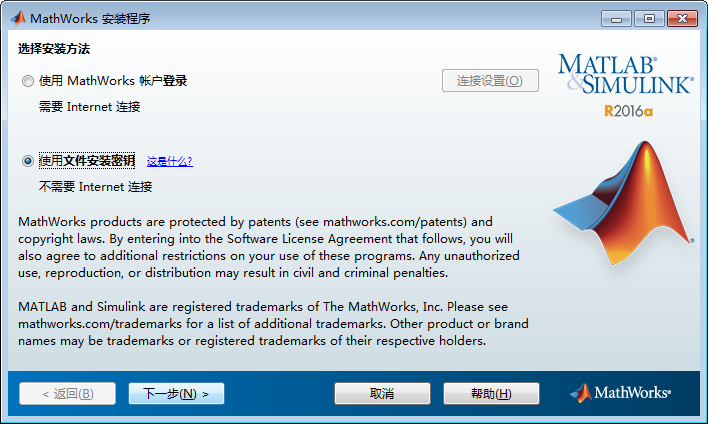 MathWorks 安装程序
选择安装方法
使用 MathWorks 帐户登录
连接设置(O)
需要 Internet 连接
使用文件安装密钥 这是什么?
不需要 Internet 连接
MATLAB®
&SIMULINK®
R2016a
MathWorks products are protected by patents (see mathworks.com/patents) and
copyright laws. By entering into the Software License Agreement that follows, you will
also agree to additional restrictions on your use of these programs. Any unauthorized
use, reproduction, or distribution may result in civil and criminal penalties.
MATLAB and Simulink are registered trademarks of The MathWorks, Inc. Please see
mathworks.com/trademarks for a list of additional trademarks. Other product or brand
names may be trademarks or registered trademarks of their respective holders.
< 返回(B) 下一步(N) > 取消 帮助(H) MathWorks®